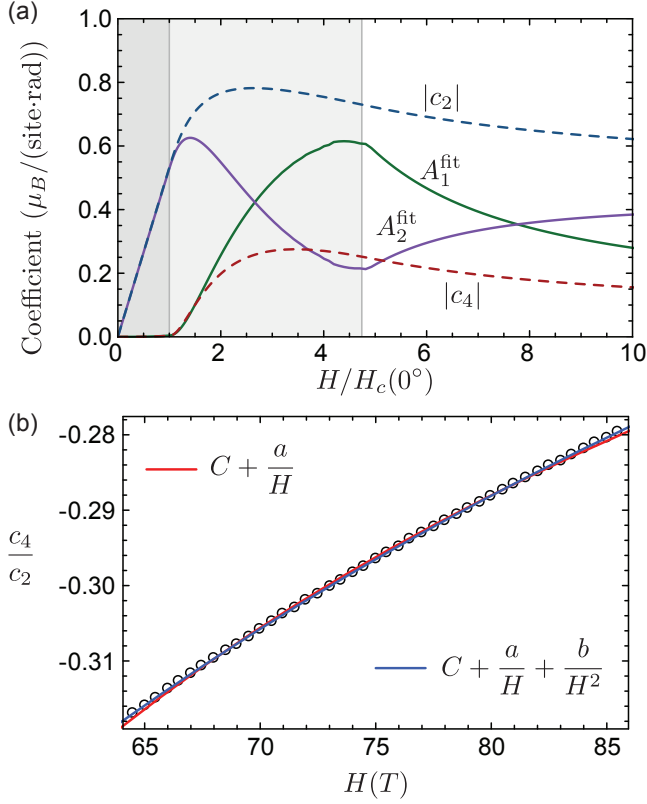 (a)
Coefficient (μ_B/(site·rad))
1.0
0.8
0.6
0.4
0.2
0.0
|c_2|
A_1^fit
A_2^fit
|c_4|
0 2 4 6 8 10
H/H_c(0°)
(b)
c_4/c_2
-0.28
-0.29
-0.30
-0.31
C + a/H
C + a/H + b/H^2
65 70 75 80 85
H(T)